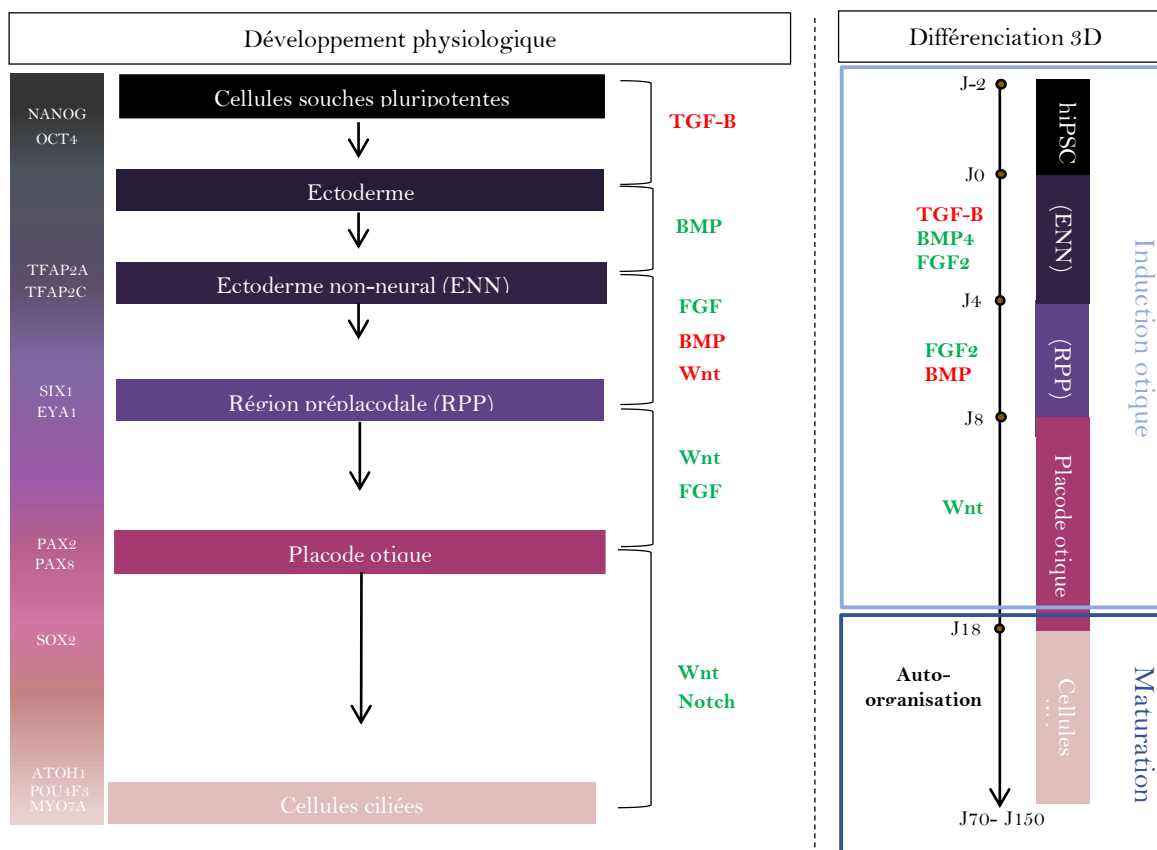 Développement physiologique
NANOG
OCT4
TFAP2A
TFAP2C
SIX1
EYA1
PAX2
PAX8
SOX2
ATOH1
POU4F3
MYO7A
Cellules souches pluripotentes
Ectoderme
Ectoderme non-neural (ENN)
Région préplacodale (RPP)
Placode otique
Cellules ciliées
TGF-B
BMP
FGF
BMP
Wnt
Wnt
FGF
Wnt
Notch
Différenciation 3D
J-2
J0
TGF-B
BMP4
FGF2
J4
FGF2
BMP
J8
Wnt
J18
Auto-
organisation
J70- J150
hiPSC
(ENN)
(RPP)
Placode otique
Cellules
Induction otique
Maturation